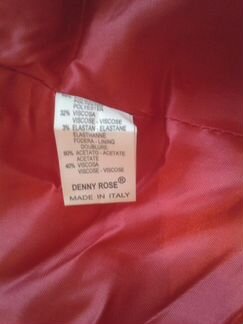 POLYESTER
32% VISCOSA
VISCOSE - VISCOSE
3% ELASTAN - ELASTANE
ELASTHANNE
FODERA - LINING
DOUBLURE
60% ACETATO - ACETATE
ACETATE
40% VISCOSA
VISCOSE - VISCOSE
DENNY ROSE®
MADE IN ITALY